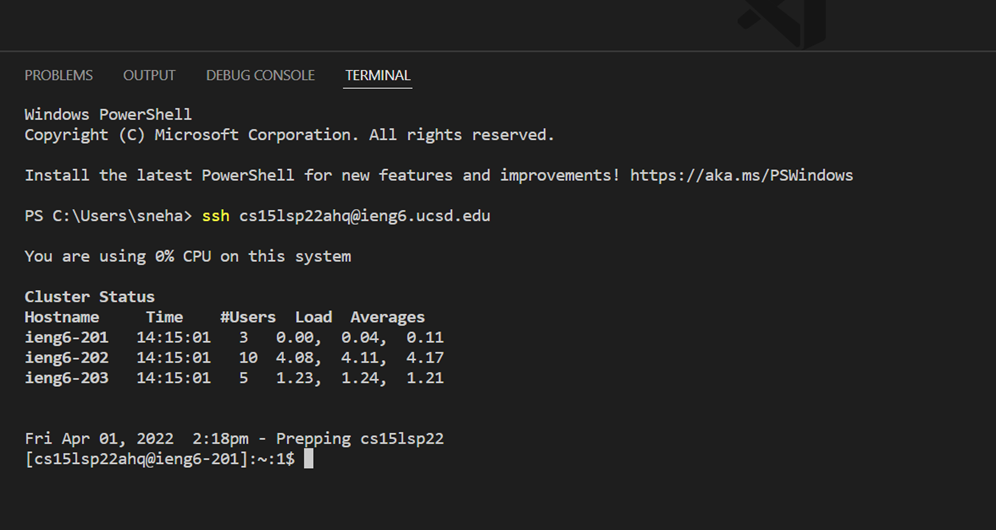 PROBLEMS OUTPUT DEBUG CONSOLE TERMINAL
Windows PowerShell
Copyright (C) Microsoft Corporation. All rights reserved.
Install the latest PowerShell for new features and improvements! https://aka.ms/PSWindows
PS C:\Users\sneha> ssh cs15lsp22ahq@ieng6.ucsd.edu
You are using 0% CPU on this system
Cluster Status
Hostname Time #Users Load Averages
ieng6-201 14:15:01 3 0.00, 0.04, 0.11
ieng6-202 14:15:01 10 4.08, 4.11, 4.17
ieng6-203 14:15:01 5 1.23, 1.24, 1.21
Fri Apr 01, 2022 2:18pm - Prepping cs15lsp22
[cs15lsp22ahq@ieng6-201]:~:1$